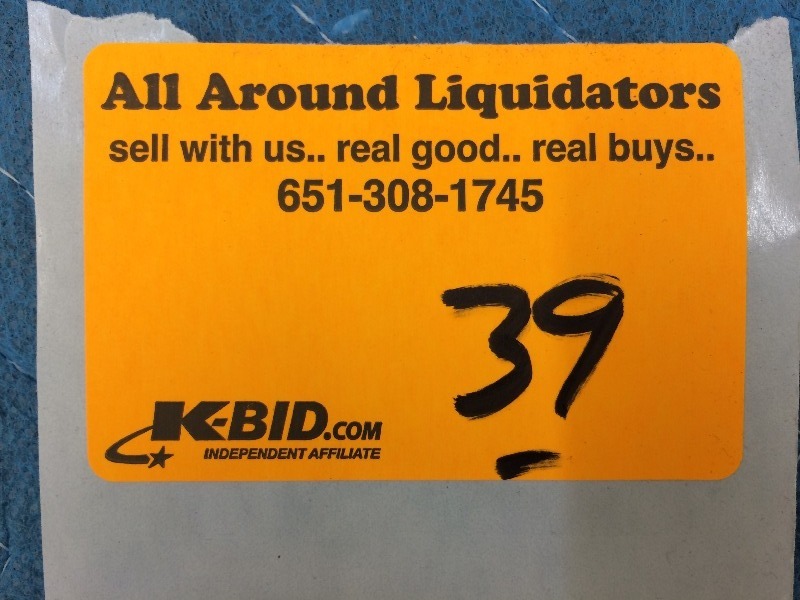 All Around Liquidators
sell with us.. real good.. real buys..
651-308-1745
39
K-BID.COM
INDEPENDENT AFFILIATE